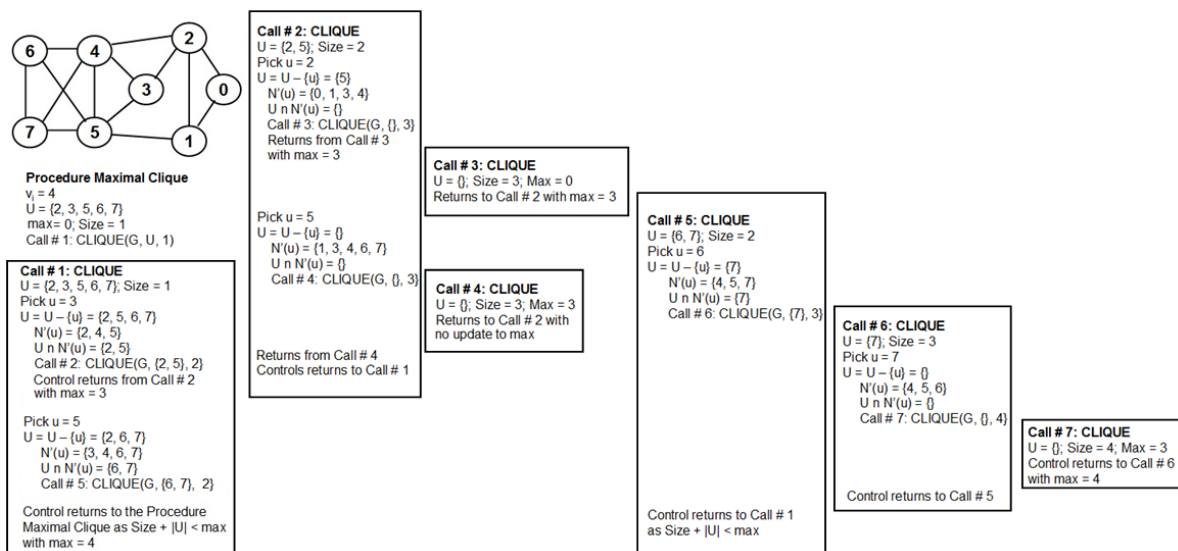 6
4
2
3
0
7
5
1
Procedure Maximal Clique
vi = 4
U = {2, 3, 5, 6, 7}
max= 0; Size = 1
Call # 1: CLIQUE(G, U, 1)
Call # 1: CLIQUE
U = {2, 3, 5, 6, 7}; Size = 1
Pick u = 3
U = U – {u} = {2, 5, 6, 7}
N'(u) = {2, 4, 5}
U n N'(u) = {2, 5}
Call # 2: CLIQUE(G, {2, 5}, 2}
Control returns from Call # 2
with max = 3
Pick u = 5
U = U – {u} = {2, 6, 7}
N'(u) = {3, 4, 6, 7}
U n N'(u) = {6, 7}
Call # 5: CLIQUE(G, {6, 7}, 2}
Control returns to the Procedure
Maximal Clique as Size + |U| < max
with max = 4
Call # 2: CLIQUE
U = {2, 5}; Size = 2
Pick u = 2
U = U – {u} = {5}
N'(u) = {0, 1, 3, 4}
U n N'(u) = {}
Call # 3: CLIQUE(G, {}, 3}
Returns from Call # 3
with max = 3
Pick u = 5
U = U – {u} = {}
N'(u) = {1, 3, 4, 6, 7}
U n N'(u) = {}
Call # 4: CLIQUE(G, {}, 3}
Returns from Call # 4
Controls returns to Call # 1
Call # 3: CLIQUE
U = {}; Size = 3; Max = 0
Returns to Call # 2 with max = 3
Call # 4: CLIQUE
U = {}; Size = 3; Max = 3
Returns to Call # 2 with
no update to max
Call # 5: CLIQUE
U = {6, 7}; Size = 2
Pick u = 6
U = U – {u} = {7}
N'(u) = {4, 5, 7}
U n N'(u) = {7}
Call # 6: CLIQUE(G, {7}, 3}
Control returns to Call # 1
as Size + |U| < max
Call # 6: CLIQUE
U = {7}; Size = 3
Pick u = 7
U = U – {u} = {}
N'(u) = {4, 5, 6}
U n N'(u) = {}
Call # 7: CLIQUE(G, {}, 4}
Control returns to Call # 5
Call # 7: CLIQUE
U = {}; Size = 4; Max = 3
Control returns to Call # 6
with max = 4